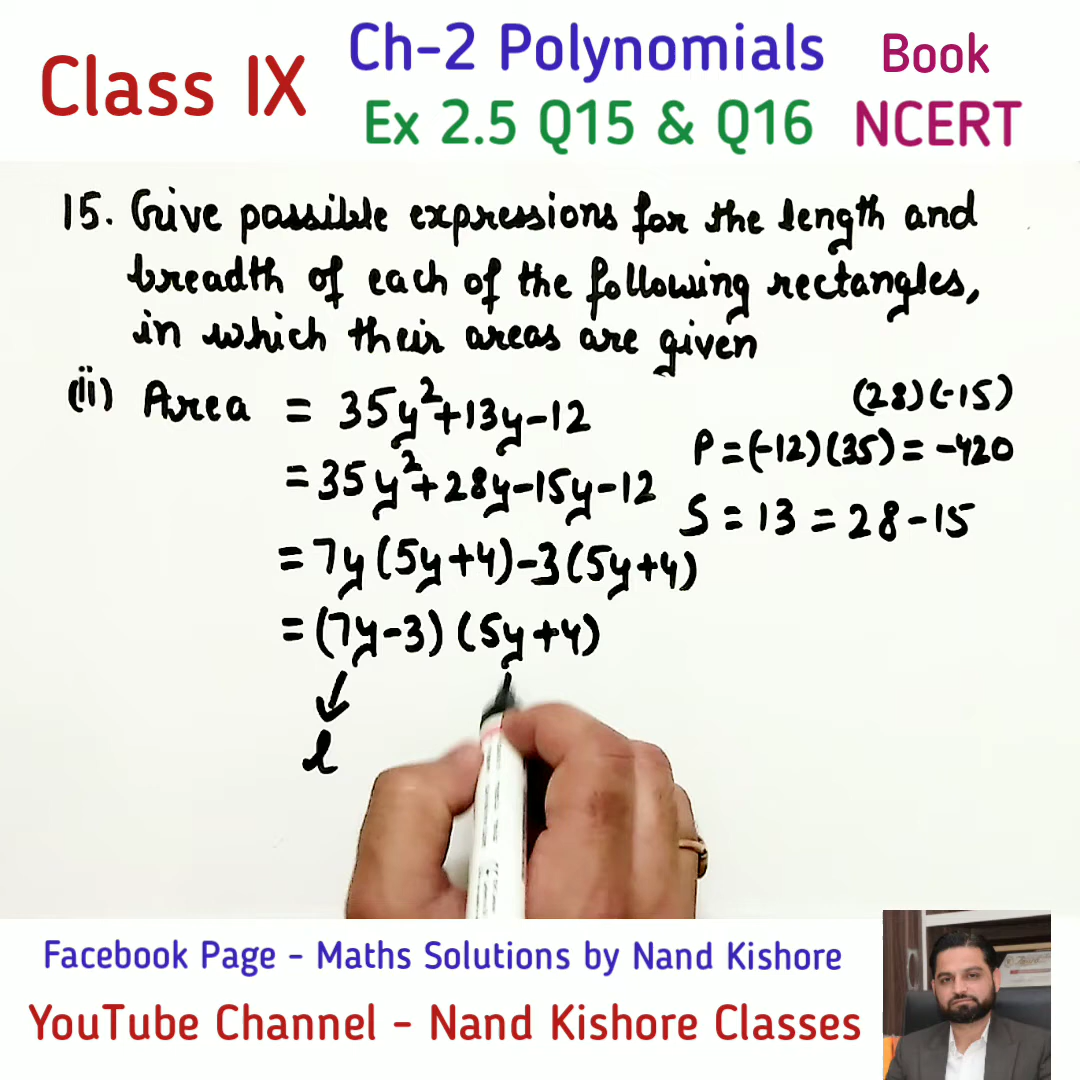 Class IX
Ch-2 Polynomials
Book
Ex 2.5 Q15 & Q16
NCERT
15. Give possible expressions for the length and
breadth of each of the following rectangles,
in which their areas are given
(ii) Area = 35y²+13y-12
(28)(-15)
P=(-12)(35)=-420
=35y²+28y-15y-12
S=13=28-15
=7y(5y+4)-3(5y+4)
=(7y-3)(5y+4)
↓ 
l
Facebook Page - Maths Solutions by Nand Kishore
YouTube Channel - Nand Kishore Classes